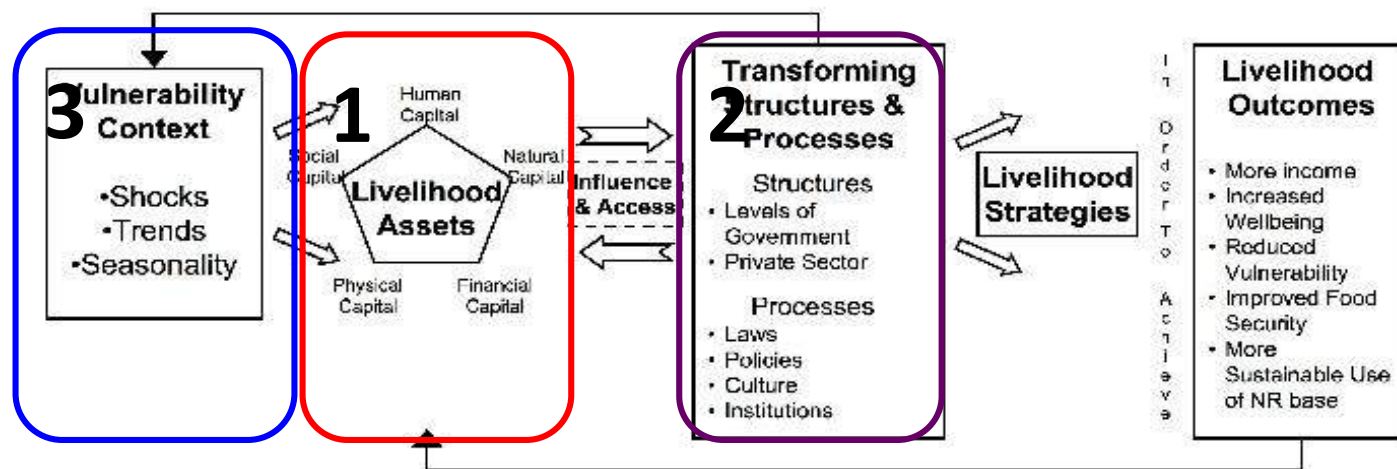 3
Vulnerability
Context
•Shocks
•Trends
•Seasonality
1
Human
Capital
Social
Capital
Natural
Capital
Livelihood
Assets
Physical
Capital
Financial
Capital
Influence
& Access
2
Transforming
Structures &
Processes
Structures
• Levels of
Government
• Private Sector
Processes
• Laws
• Policies
• Culture
• Institutions
Livelihood
Strategies
In Order To Achieve
Livelihood
Outcomes
• More income
• Increased
Wellbeing
• Reduced
Vulnerability
• Improved Food
Security
• More
Sustainable Use
of NR base